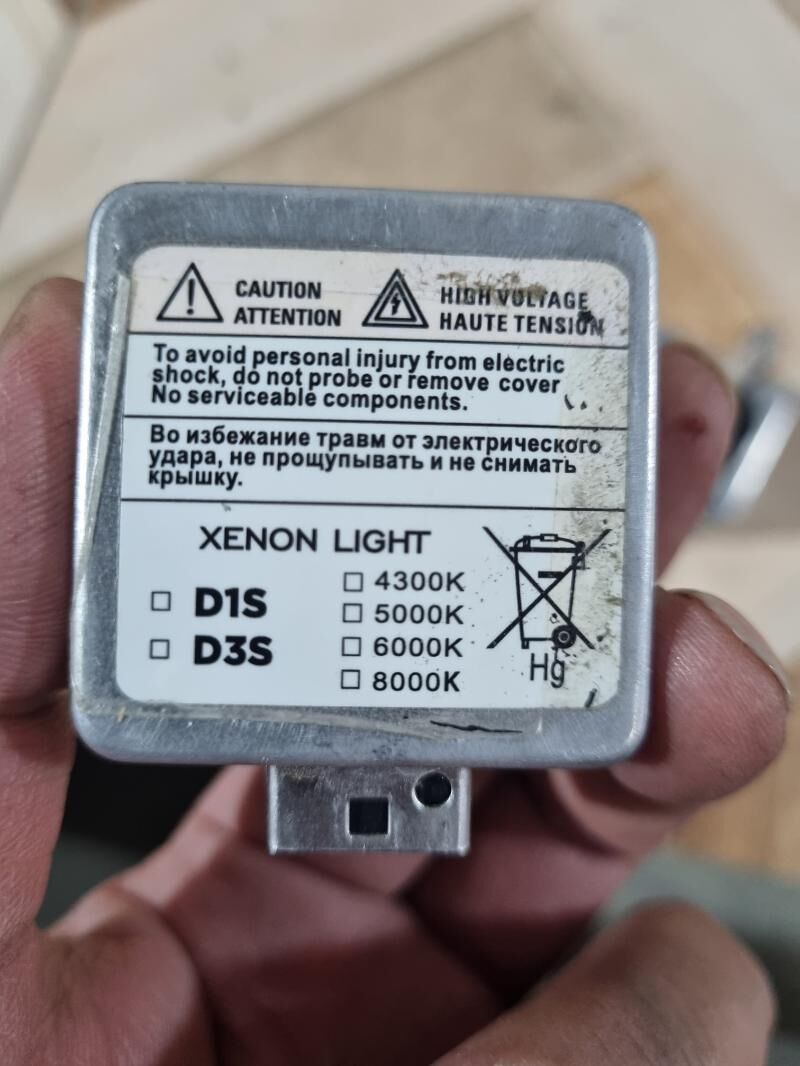 CAUTION
ATTENTION
HIGH VOLTAGE
HAUTE TENSION
To avoid personal injury from electric
shock, do not probe or remove cover
No serviceable components.
Во избежание травм от электрического
удара, не прощупывать и не снимать
крышку.
XENON LIGHT
D1S
D3S
4300K
5000K
6000K
8000K
Hg